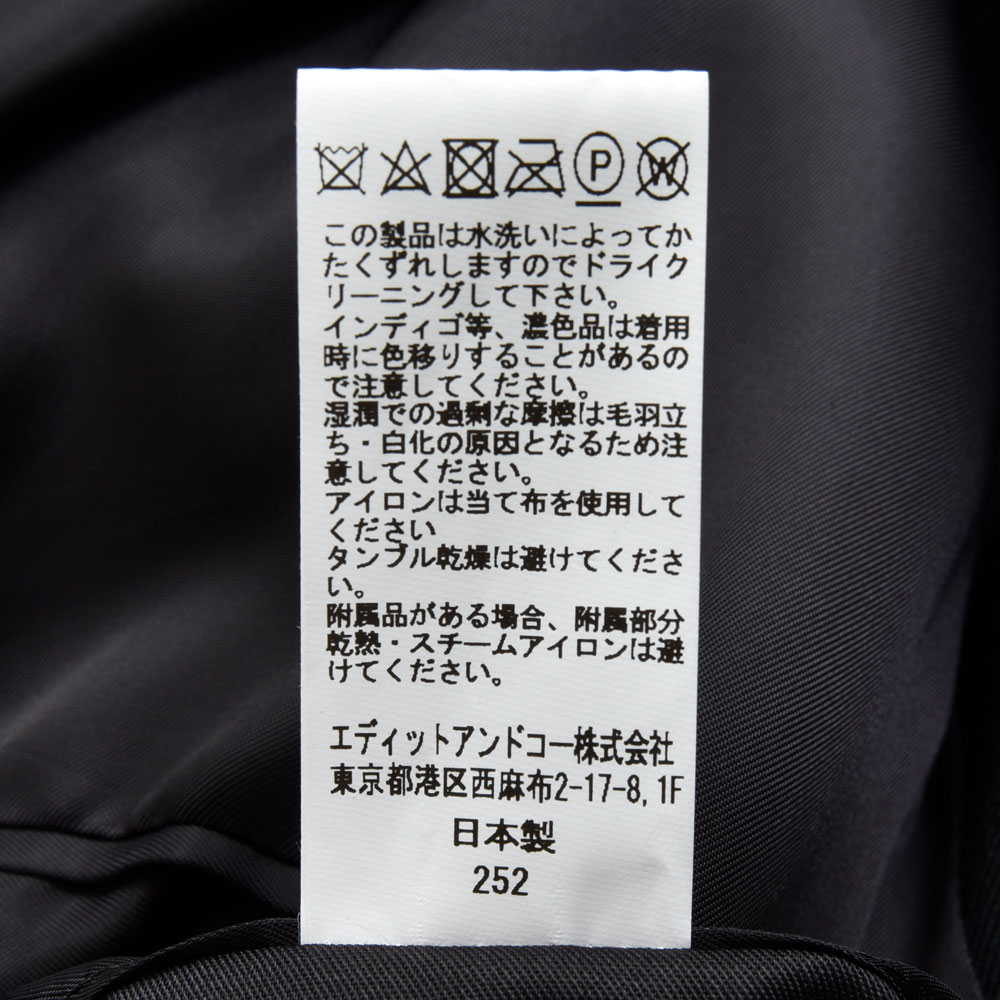 P W
この製品は水洗いによってか
たくずれしますのでドライク
リーニングして下さい。
インディゴ等、濃色品は着用
時に色移りすることがあるの
で注意してください。
湿潤での過剰な摩擦は毛羽立
ち・白化の原因となるため注
意してください。
アイロンは当て布を使用して
ください
タンブル乾燥は避けてくださ
い。
附属品がある場合、附属部分
乾熱・スチームアイロンは避
けてください。
エディットアンドコー株式会社
東京都港区西麻布2-17-8,1F
日本製
252